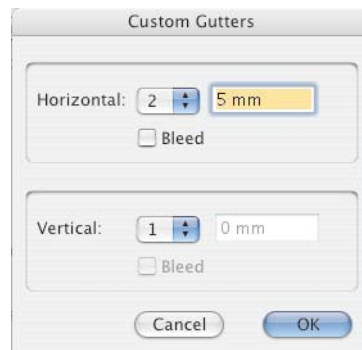 Custom Gutters
Horizontal: 2 5 mm
Bleed
Vertical: 1 0 mm
Bleed
Cancel OK